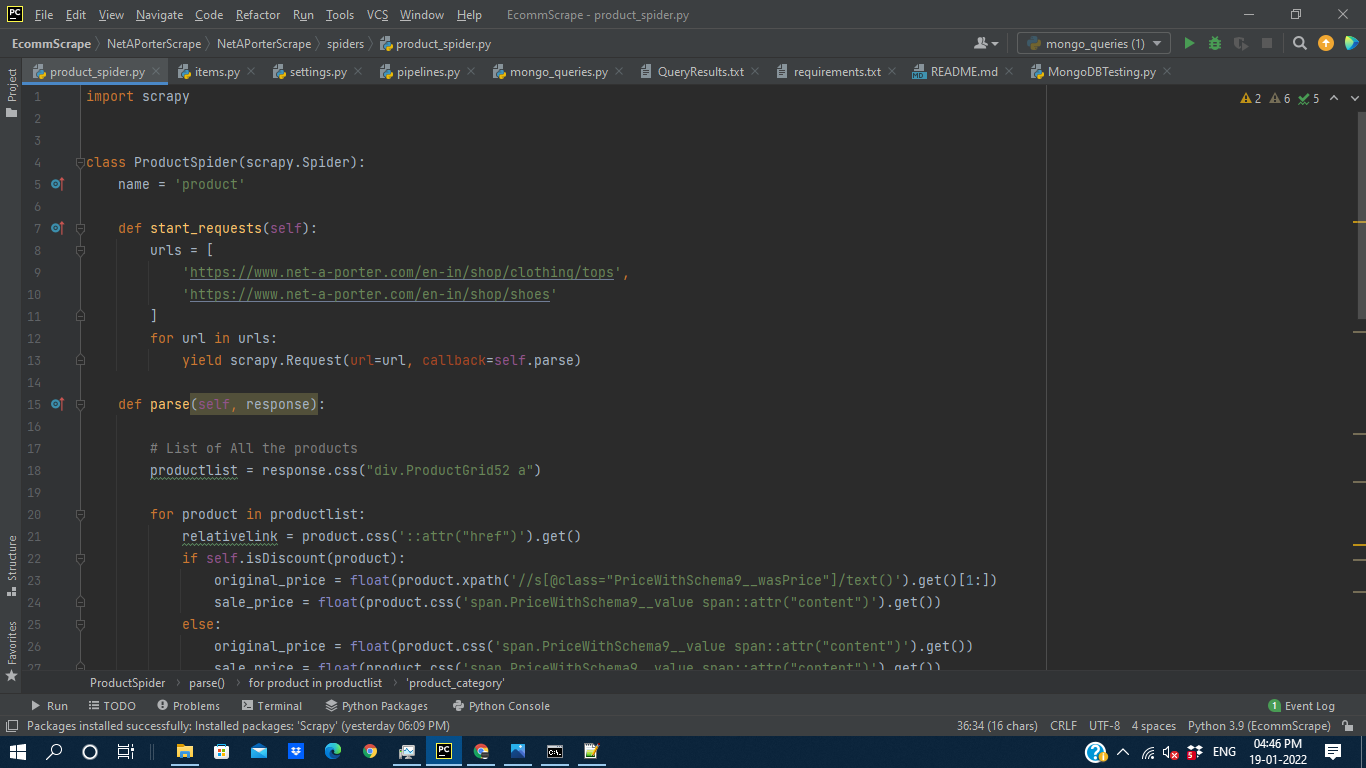 PC File Edit View Navigate Code Refactor Run Tools VCS Window Help EcommScrape - product_spider.py
EcommScrape NetAPorterScrape NetAPorterScrape spiders product_spider.py mongo_queries (1)
product_spider.py items.py settings.py pipelines.py mongo_queries.py QueryResults.txt requirements.txt MD README.md MongoDBTesting.py
Project
2 6 5
1 import scrapy
2
3
4 class ProductSpider(scrapy.Spider):
5 name = 'product'
6
7 def start_requests(self):
8 urls = [
9 'https://www.net-a-porter.com/en-in/shop/clothing/tops',
10 'https://www.net-a-porter.com/en-in/shop/shoes'
11 ]
12 for url in urls:
13 yield scrapy.Request(url=url, callback=self.parse)
14
15 def parse(self, response):
16
17 # List of All the products
18 productlist = response.css("div.ProductGrid52 a")
19
20 for product in productlist:
21 relativelink = product.css('::attr("href")').get()
22 if self.isDiscount(product):
23 original_price = float(product.xpath('//s[@class="PriceWithSchema9__wasPrice"]/text()').get()[1:])
24 sale_price = float(product.css('span.PriceWithSchema9__value span::attr("content")').get())
25 else:
26 original_price = float(product.css('span.PriceWithSchema9__value span::attr("content")').get())
27 sale_price = float(product.css('span.PriceWithSchema9__value span::attr("content")').get())
Structure
Favorites
ProductSpider parse() for product in productlist 'product_category'
Run TODO Problems Terminal Python Packages Python Console 1 Event Log
Packages installed successfully: Installed packages: 'Scrapy' (yesterday 06:09 PM) 36:34 (16 chars) CRLF UTF-8 4 spaces Python 3.9 (EcommScrape)
PC ENG 04:46 PM
19-01-2022